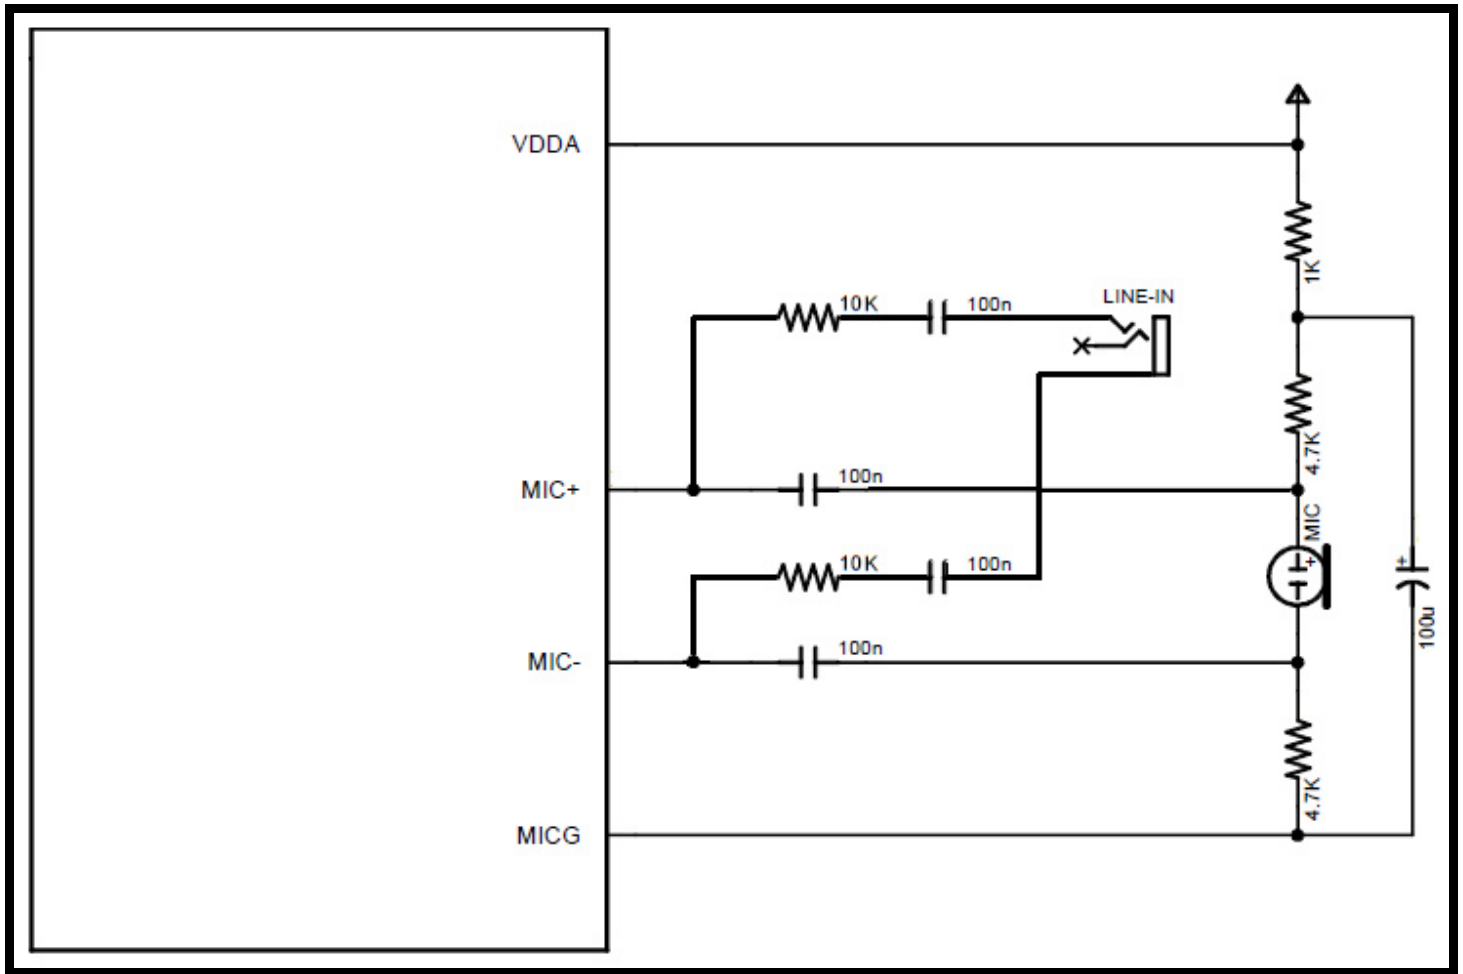 VDDA
1K
10K
100n
LINE-IN
4.7K
MIC+
100n
MIC
+
10K
100n
+
100u
MIC-
100n
4.7K
MICG